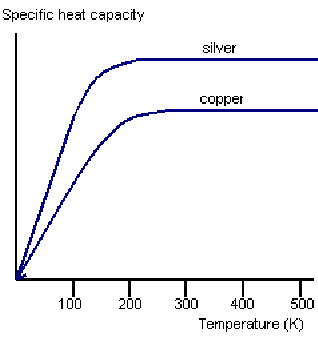 Specific heat capacity
silver
copper
100 200 300 400 500
Temperature (K)